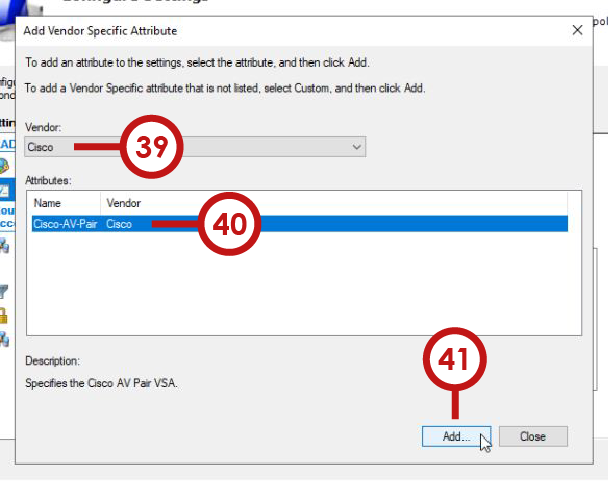 Add Vendor Specific Attribute
To add an attribute to the settings, select the attribute, and then click Add.
To add a Vendor Specific attribute that is not listed, select Custom, and then click Add.
Vendor:
Cisco
39
Attributes:
Name Vendor
Cisco-AV-Pair Cisco
40
Description:
Specifies the Cisco AV Pair VSA.
41
Add... Close